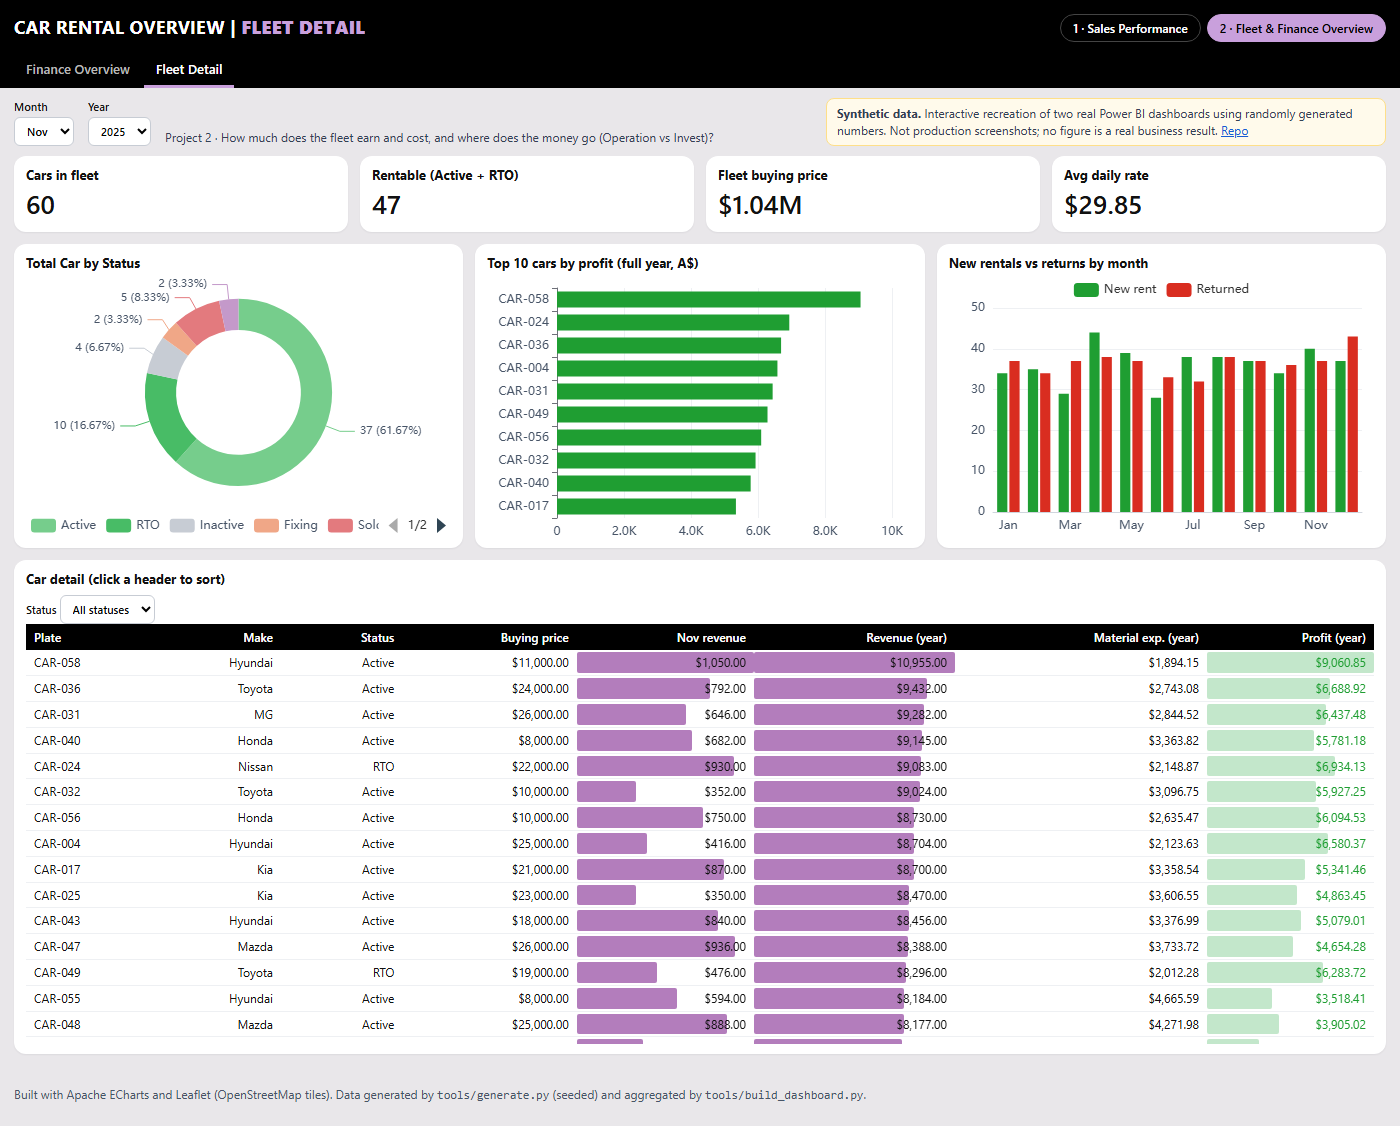 CAR RENTAL OVERVIEW | FLEET DETAIL
1 · Sales Performance
2 · Fleet & Finance Overview
Finance Overview
Fleet Detail
Month
Year
Nov
2025
Project 2 · How much does the fleet earn and cost, and where does the money go (Operation vs Invest)?
Synthetic data. Interactive recreation of two real Power BI dashboards using randomly generated
numbers. Not production screenshots; no figure is a real business result. Repo
Cars in fleet
60
Rentable (Active + RTO)
47
Fleet buying price
$1.04M
Avg daily rate
$29.85
Total Car by Status
2 (3.33%)
5 (8.33%)
2 (3.33%)
4 (6.67%)
10 (16.67%)
37 (61.67%)
Active
RTO
Inactive
Fixing
1/2
Top 10 cars by profit (full year, A$)
CAR-058
CAR-024
CAR-036
CAR-004
CAR-031
CAR-049
CAR-056
CAR-032
CAR-040
CAR-017
0 2.0K 4.0K 6.0K 8.0K 10K
New rentals vs returns by month
New rent
Returned
50
40
30
20
10
0
Jan Mar May Jul Sep Nov
Car detail (click a header to sort)
Status All statuses
Plate Make Status Buying price Nov revenue Revenue (year) Material exp. (year) Profit (year)
CAR-058 Hyundai Active $11,000.00 $1,050.00 $10,955.00 $1,894.15 $9,060.85
CAR-036 Toyota Active $24,000.00 $792.00 $9,432.00 $2,743.08 $6,688.92
CAR-031 MG Active $26,000.00 $646.00 $9,282.00 $2,844.52 $6,437.48
CAR-040 Honda Active $8,000.00 $682.00 $9,145.00 $3,363.82 $5,781.18
CAR-024 Nissan RTO $22,000.00 $930.00 $9,083.00 $2,148.87 $6,934.13
CAR-032 Toyota Active $10,000.00 $352.00 $9,024.00 $3,096.75 $5,927.25
CAR-056 Honda Active $10,000.00 $750.00 $8,730.00 $2,635.47 $6,094.53
CAR-004 Hyundai Active $25,000.00 $416.00 $8,704.00 $2,123.63 $6,580.37
CAR-017 Kia Active $21,000.00 $870.00 $8,700.00 $3,358.54 $5,341.46
CAR-025 Kia Active $23,000.00 $350.00 $8,470.00 $3,606.55 $4,863.45
CAR-043 Hyundai Active $18,000.00 $840.00 $8,456.00 $3,376.99 $5,079.01
CAR-047 Mazda Active $26,000.00 $936.00 $8,388.00 $3,733.72 $4,654.28
CAR-049 Toyota RTO $19,000.00 $476.00 $8,296.00 $2,012.28 $6,283.72
CAR-055 Hyundai Active $8,000.00 $594.00 $8,184.00 $4,665.59 $3,518.41
CAR-048 Mazda Active $25,000.00 $888.00 $8,177.00 $4,271.98 $3,905.02
Built with Apache ECharts and Leaflet (OpenStreetMap tiles). Data generated by tools/generate.py (seeded) and aggregated by tools/build_dashboard.py.